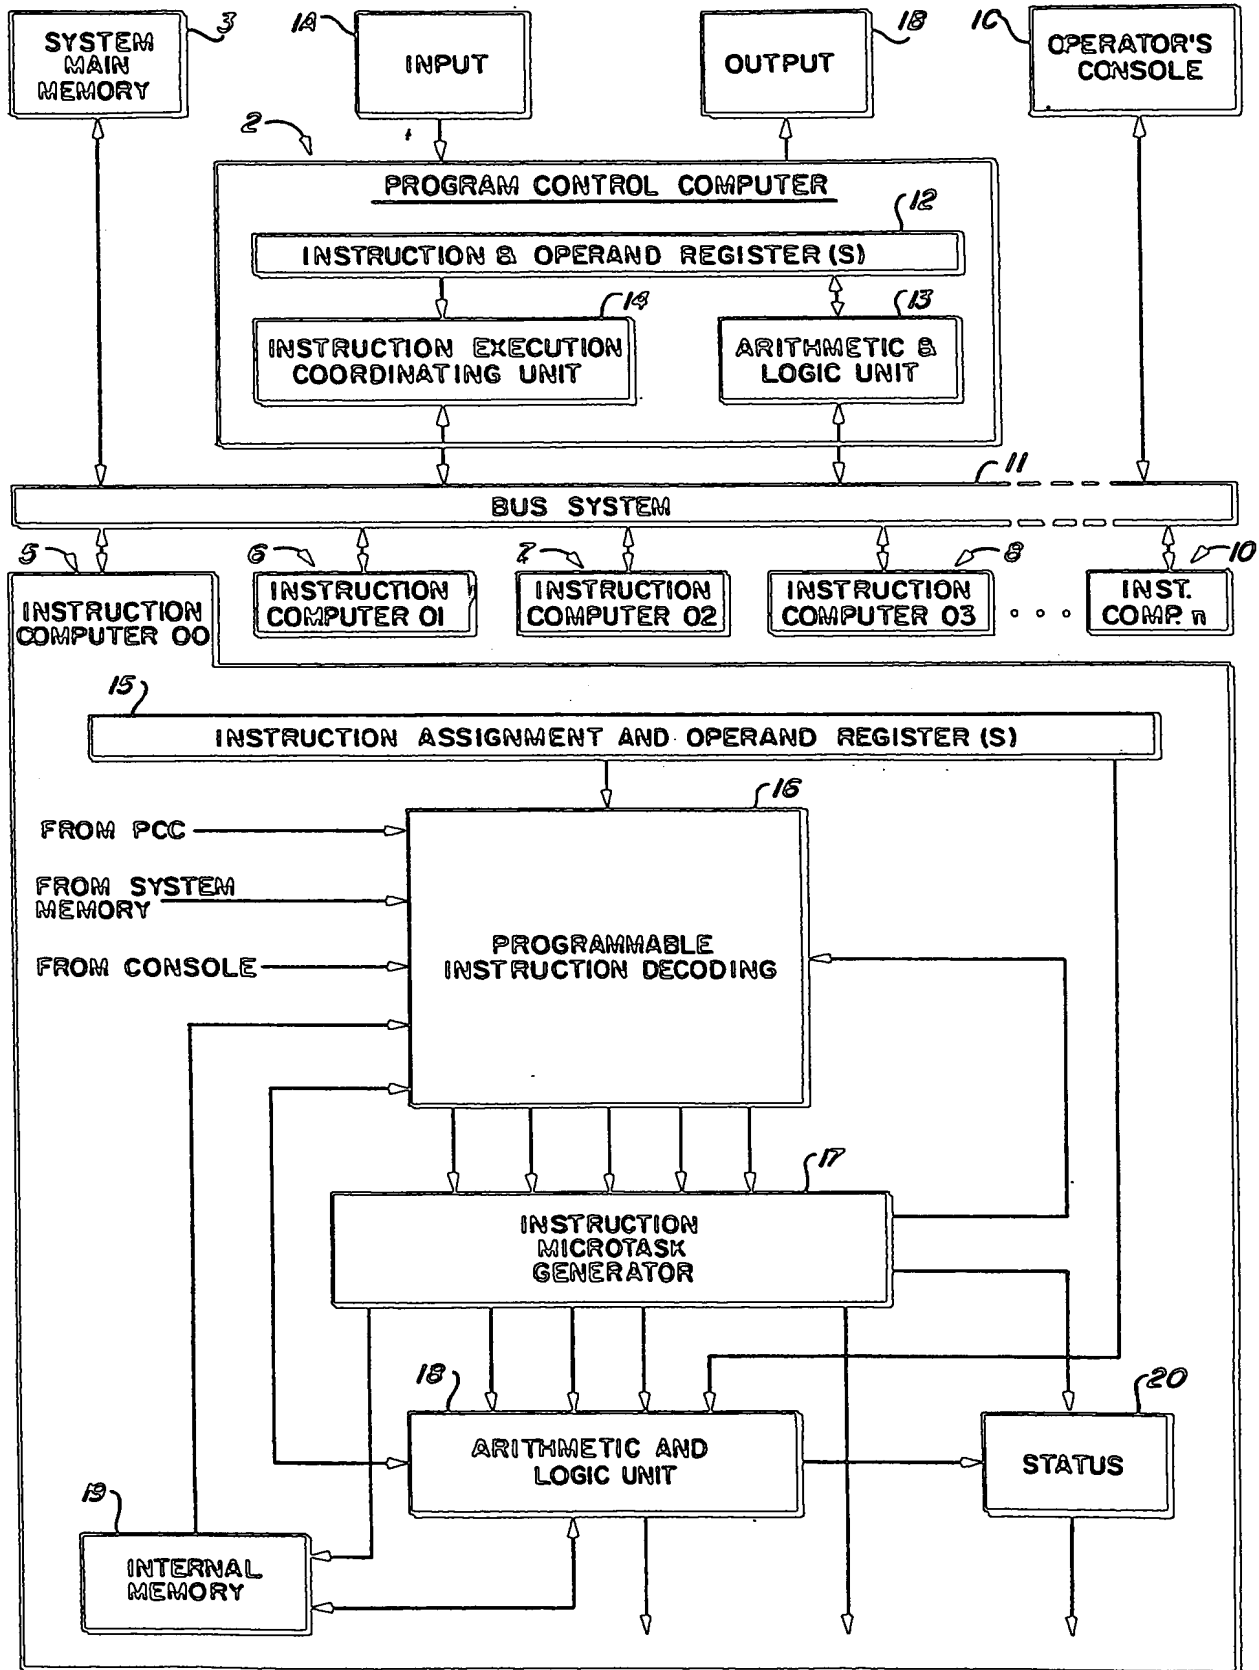 3
SYSTEM
MAIN
MEMORY
1A
INPUT
1B
OUTPUT
1C
OPERATOR'S
CONSOLE
2
PROGRAM CONTROL COMPUTER
12
INSTRUCTION & OPERAND REGISTER(S)
14
INSTRUCTION EXECUTION
COORDINATING UNIT
13
ARITHMETIC &
LOGIC UNIT
11
BUS SYSTEM
5
INSTRUCTION
COMPUTER 00
6
INSTRUCTION
COMPUTER 01
7
INSTRUCTION
COMPUTER 02
8
INSTRUCTION
COMPUTER 03
. . .
10
INST.
COMP. n
15
INSTRUCTION ASSIGNMENT AND OPERAND REGISTER(S)
16
FROM PCC
FROM SYSTEM
MEMORY
FROM CONSOLE
PROGRAMMABLE
INSTRUCTION DECODING
17
INSTRUCTION
MICROTASK
GENERATOR
18
ARITHMETIC AND
LOGIC UNIT
20
STATUS
19
INTERNAL
MEMORY